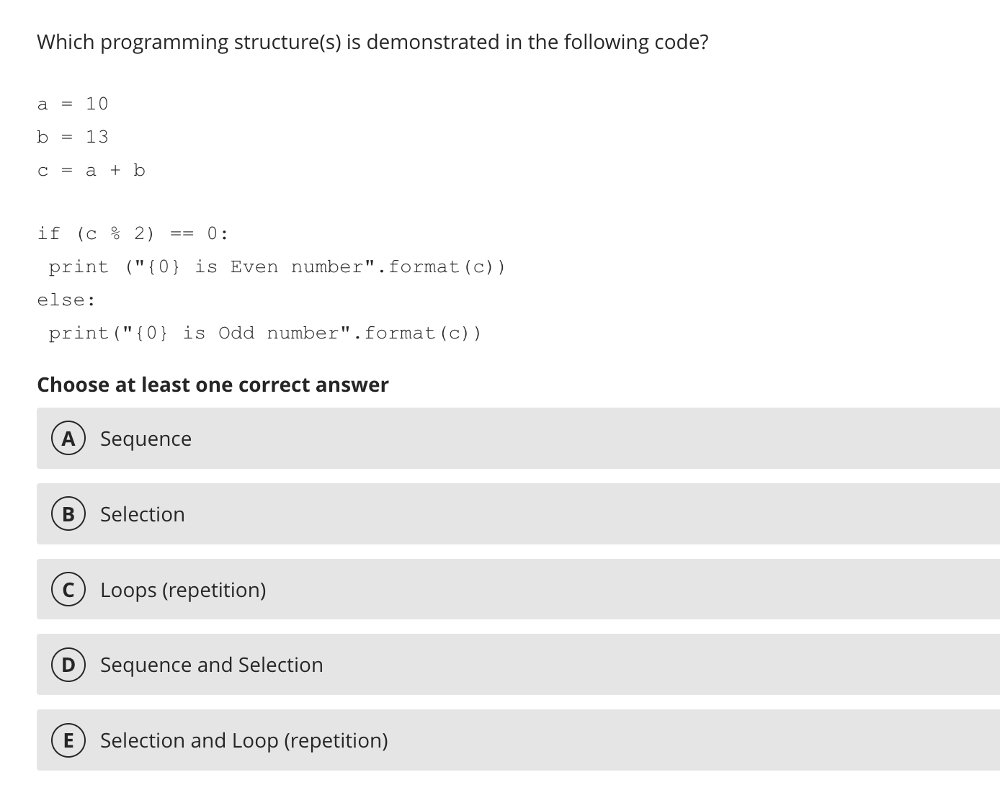 Which programming structure(s) is demonstrated in the following code?
a = 10
b = 13
c = a + b
if (c % 2) == 0:
 print ("{0} is Even number".format(c))
else:
 print("{0} is Odd number".format(c))
Choose at least one correct answer
A Sequence
B Selection
C Loops (repetition)
D Sequence and Selection
E Selection and Loop (repetition)